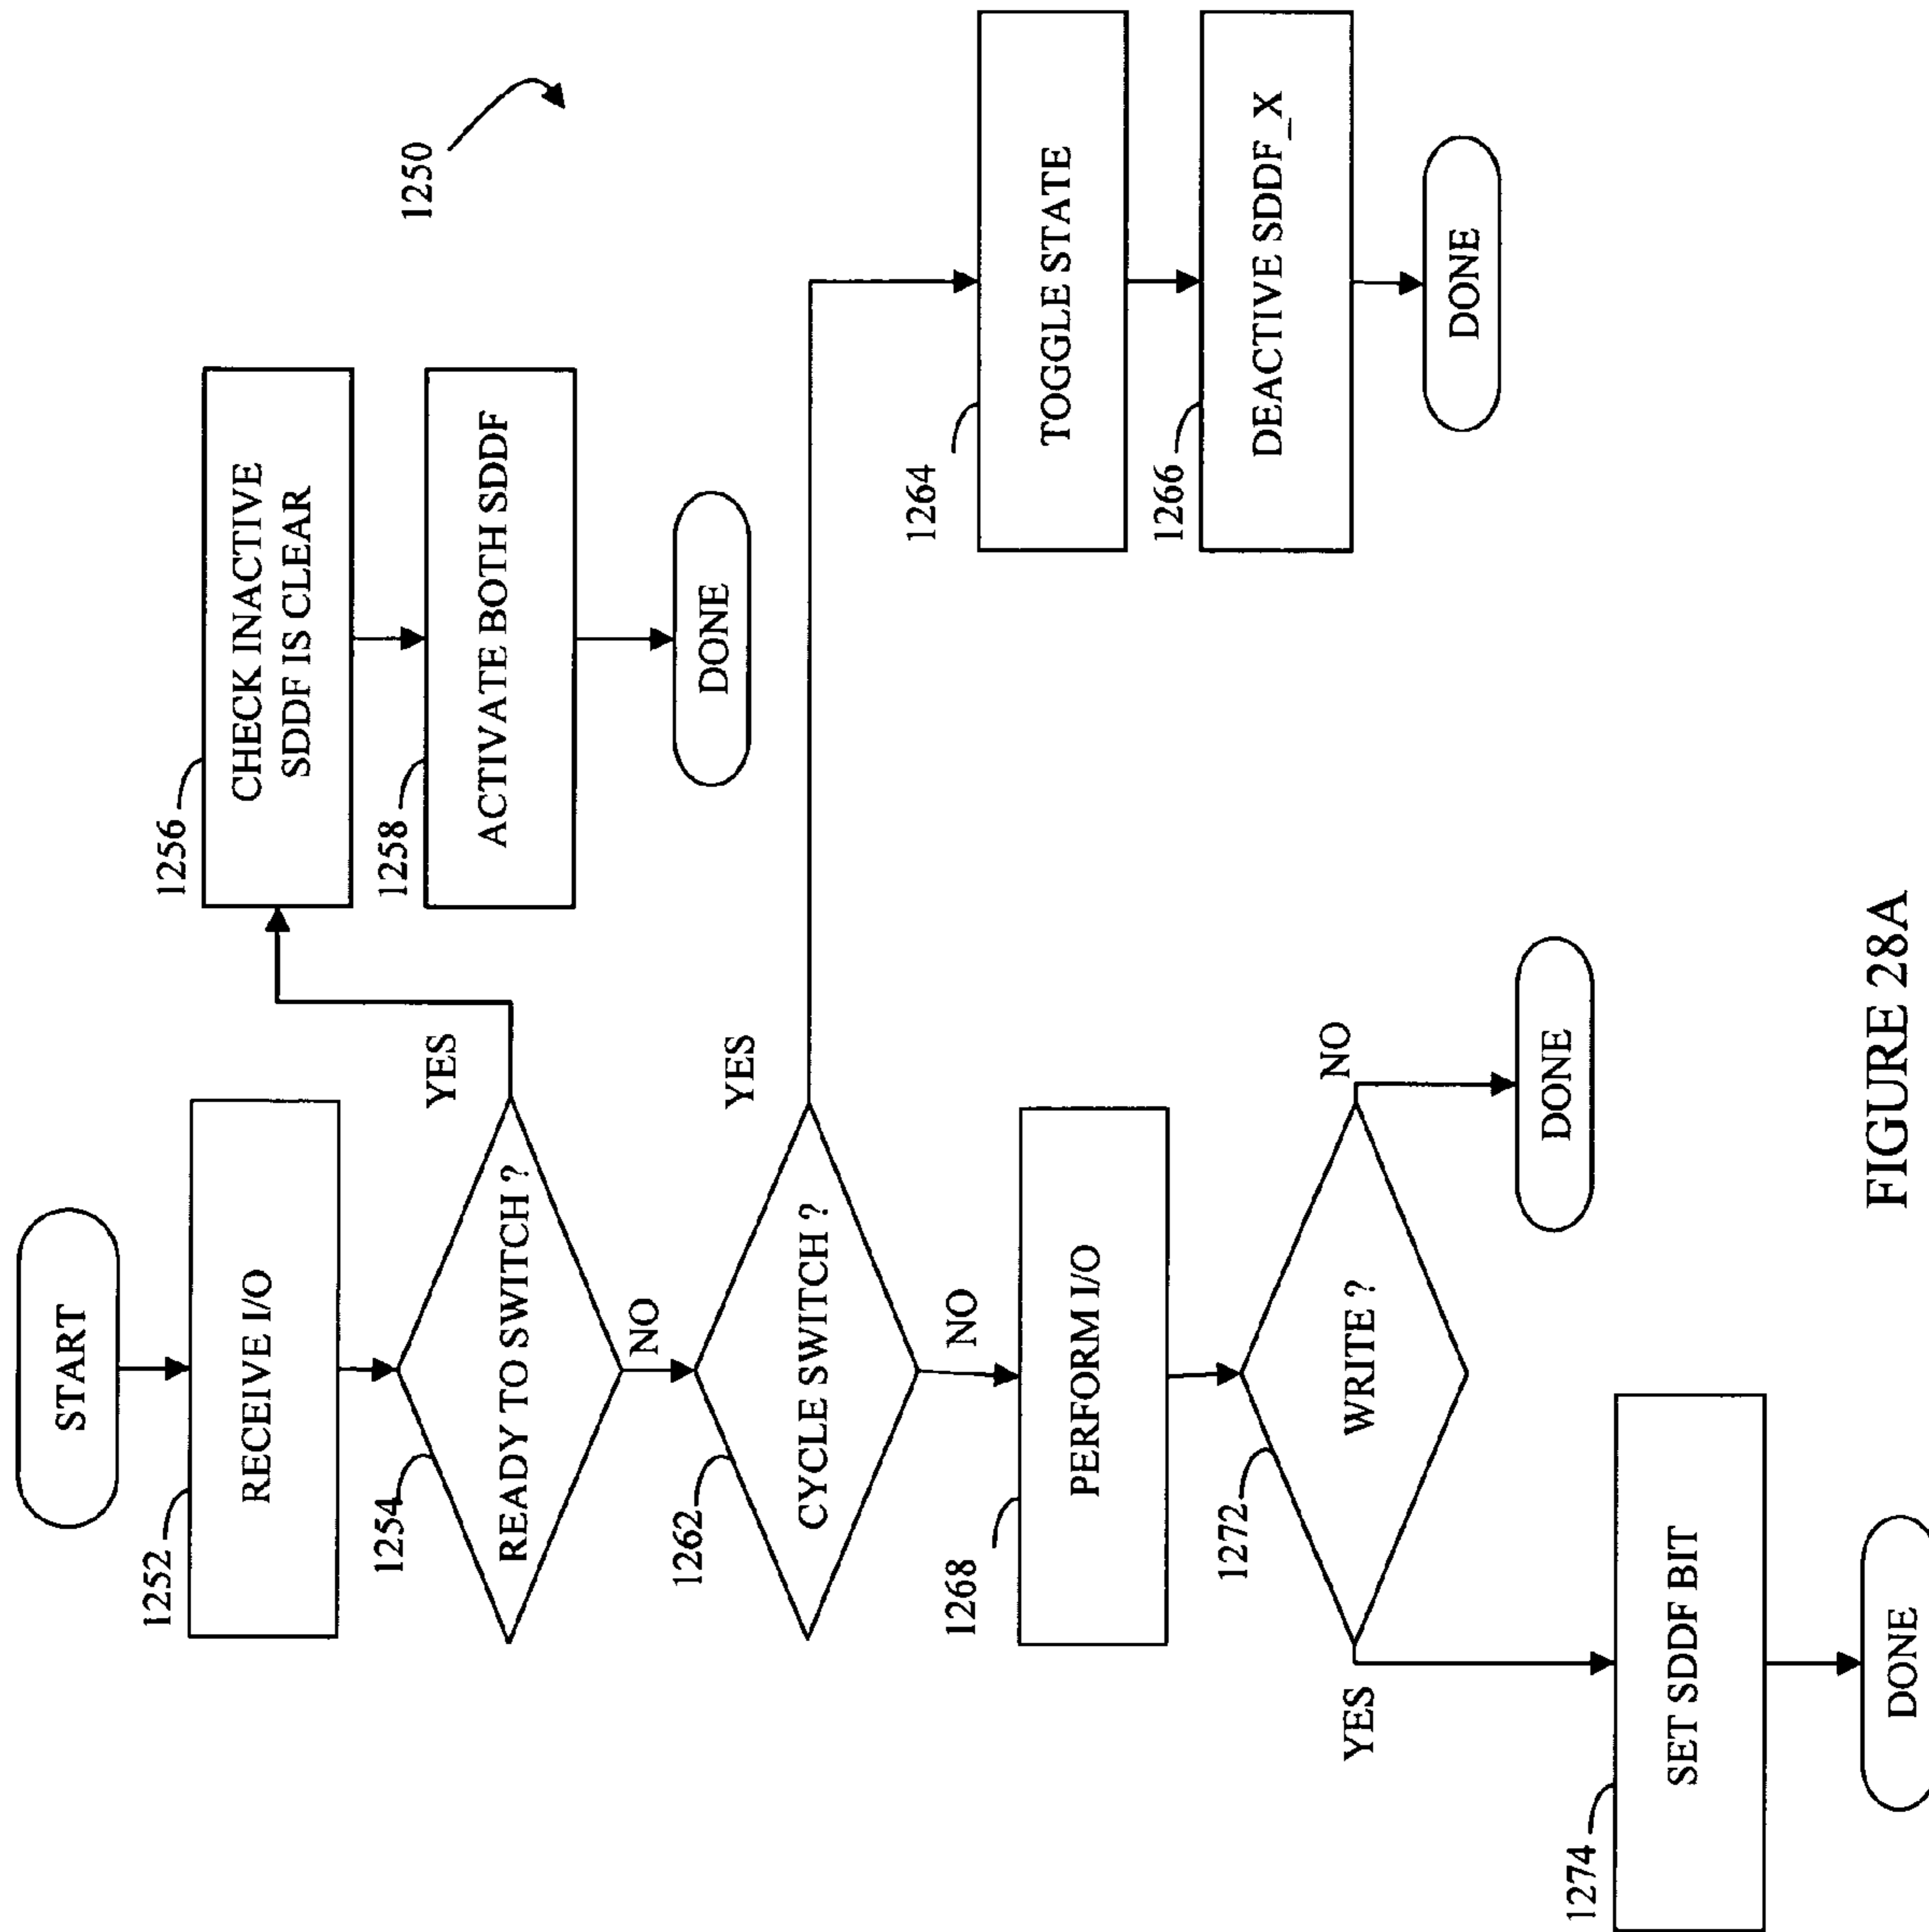 START
1252
RECEIVE I/O
1254
READY TO SWITCH ?
YES
NO
1256
CHECK INACTIVE
SDDF IS CLEAR
1258
ACTIVATE BOTH SDDF
DONE
1250
1262
CYCLE SWITCH ?
YES
NO
1264
TOGGLE STATE
1266
DEACTIVE SDDF_X
DONE
1268
PERFORM I/O
1272
WRITE ?
NO
DONE
YES
1274
SET SDDF BIT
DONE
FIGURE 28A